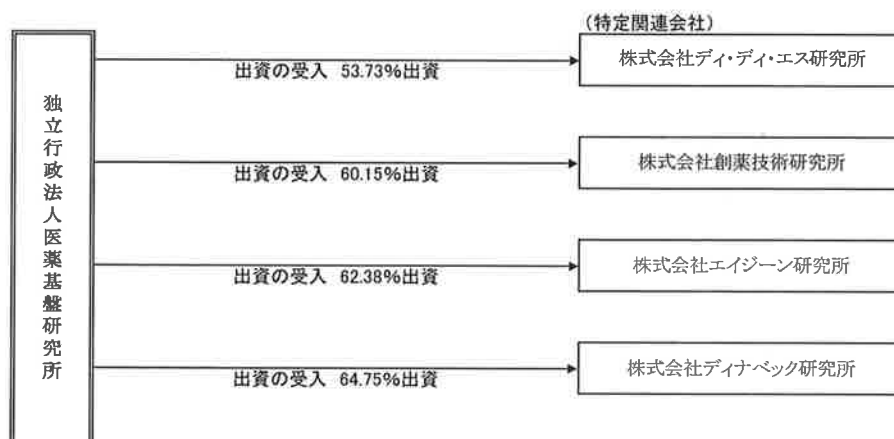 (特定関連会社)
独立行政法人医薬基盤研究所
株式会社ディ・ディ・エス研究所
出資の受入 53.73%出資
株式会社創薬技術研究所
出資の受入 60.15%出資
株式会社エイジーン研究所
出資の受入 62.38%出資
株式会社ディナベック研究所
出資の受入 64.75%出資